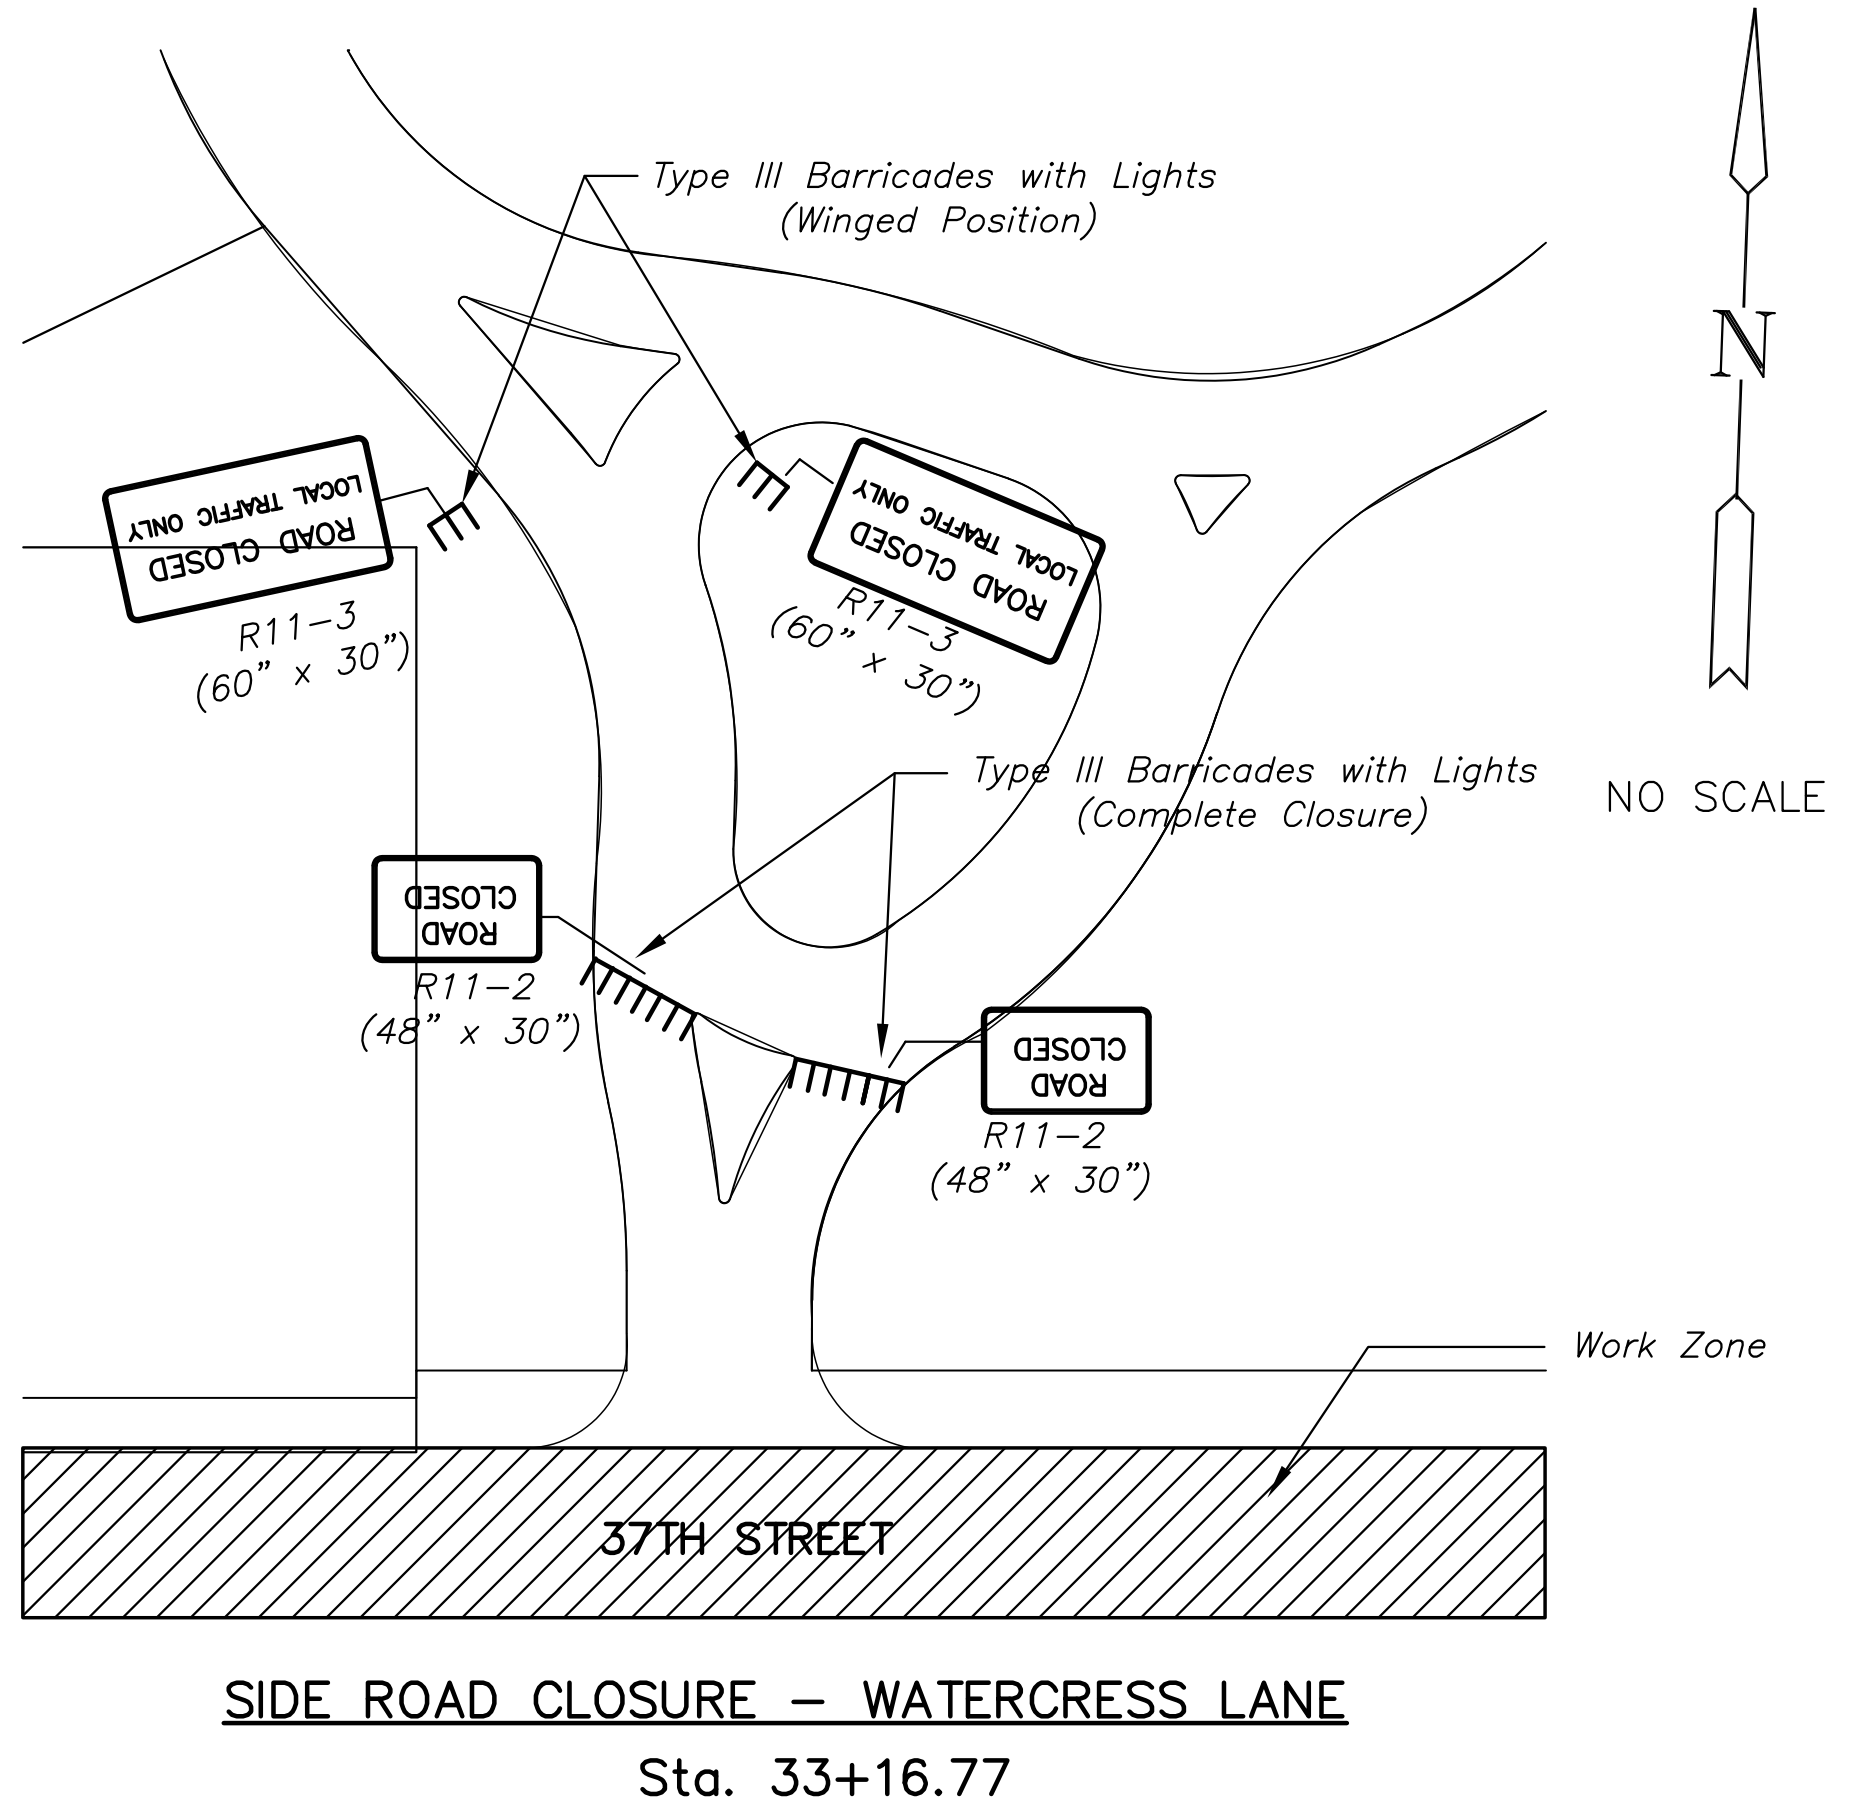 Type III Barricades with Lights
(Winged Position)
N
LOCAL TRAFFIC ONLY
ROAD CLOSED
R11-3
(60" x 30")
ROAD CLOSED
LOCAL TRAFFIC ONLY
R11-3
(60" x 30")
Type III Barricades with Lights
(Complete Closure)
NO SCALE
ROAD
CLOSED
R11-2
(48" x 30")
ROAD
CLOSED
R11-2
(48" x 30")
Work Zone
37TH STREET
SIDE ROAD CLOSURE - WATERCRESS LANE
Sta. 33+16.77